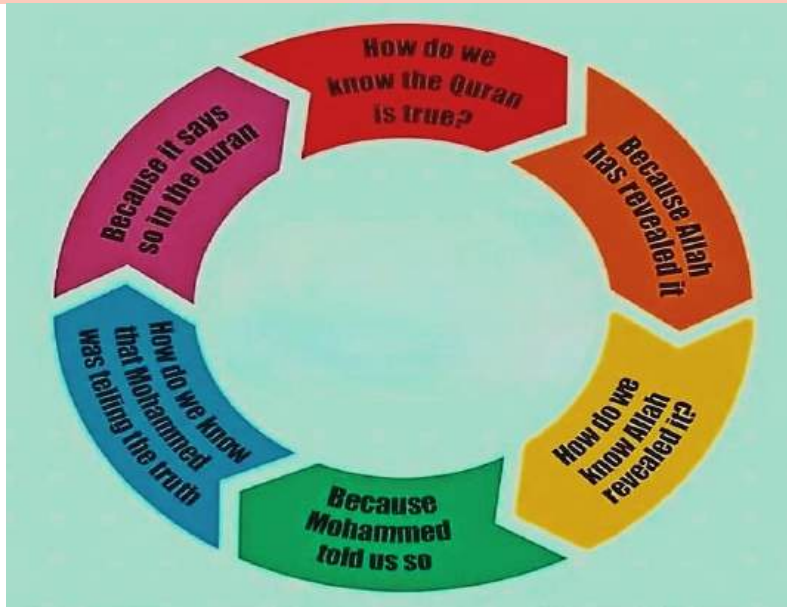 How do we
know the Quran
is true?
Because Allah
has revealed it
How do we
know Allah
revealed it?
Because
Mohammed
told us so
How do we know
that Mohammed
was telling the truth
Because it says
so in the Quran